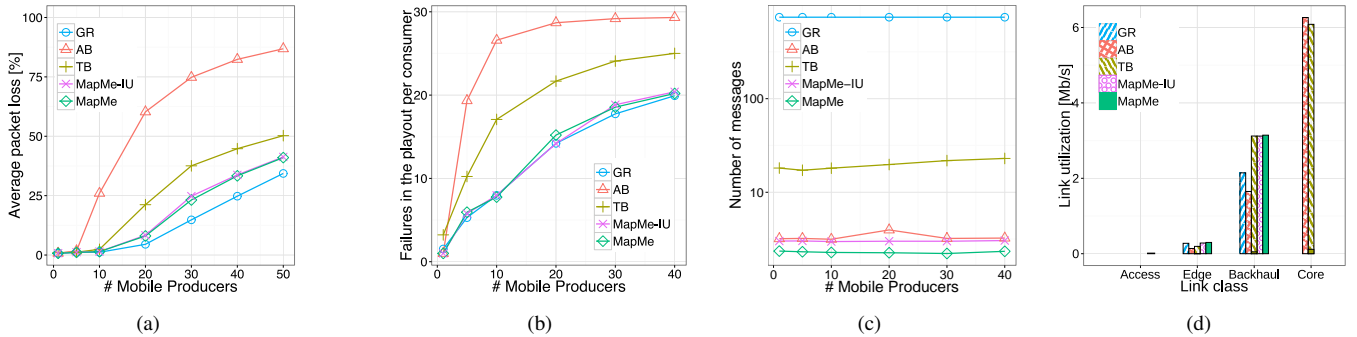 Average packet loss [%]
100
75
50
25
0
GR
AB
TB
MapMe-IU
MapMe
0 10 20 30 40 50
# Mobile Producers
(a)
Failures in the playout per consumer
30
20
10
0
GR
AB
TB
MapMe-IU
MapMe
0 10 20 30 40
# Mobile Producers
(b)
Number of messages
100
10
GR
AB
TB
MapMe-IU
MapMe
0 10 20 30 40
# Mobile Producers
(c)
Link utilization [Mb/s]
6
4
2
0
GR
AB
TB
MapMe-IU
MapMe
Access Edge Backhaul Core
Link class
(d)